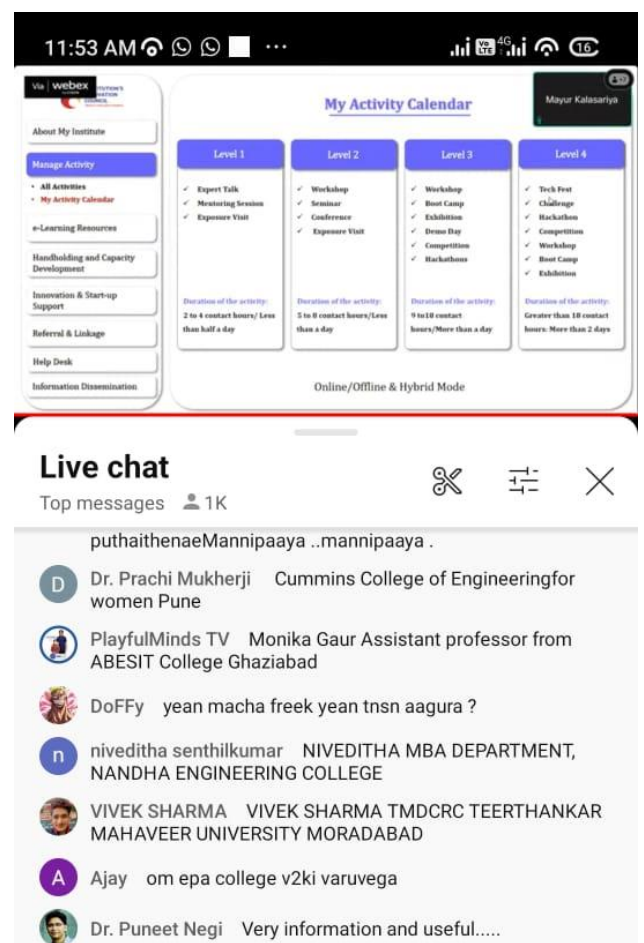 11:53 AM
Vo LTE
4G
16
Via webex
INSTITUTION'S
INNOVATION
COUNCIL
My Activity Calendar
Mayur Kalasariya
About My Institute
Manage Activity
All Activities
My Activity Calendar
e-Learning Resources
Handholding and Capacity
Development
Innovation & Start-up
Support
Referral & Linkage
Help Desk
Information Dissemination
Level 1
✓ Expert Talk
✓ Mentoring Session
✓ Exposure Visit
Duration of the activity:
2 to 4 contact hours/ Less
than half a day
Level 2
✓ Workshop
✓ Seminar
✓ Conference
✓ Exposure Visit
Duration of the activity:
5 to 8 contact hours/Less
than a day
Level 3
✓ Workshop
✓ Boot Camp
✓ Exhibition
✓ Demo Day
✓ Competition
✓ Hackathons
Duration of the activity:
9 to18 contact
hours/More than a day
Level 4
✓ Tech Fest
✓ Challenge
✓ Hackathon
✓ Competition
✓ Workshop
✓ Boot Camp
✓ Exhibition
Duration of the activity:
Greater than 18 contact
hours: More than 2 days
Online/Offline & Hybrid Mode
Live chat
Top messages 1K
puthaithenaeMannipaaya ..mannipaaya .
D Dr. Prachi Mukherji Cummins College of Engineeringfor
women Pune
PlayfulMinds TV Monika Gaur Assistant professor from
ABESIT College Ghaziabad
DoFFy yean macha freek yean tnsn aagura ?
n niveditha senthilkumar NIVEDITHA MBA DEPARTMENT,
NANDHA ENGINEERING COLLEGE
VIVEK SHARMA VIVEK SHARMA TMDCRC TEERTHANKAR
MAHAVEER UNIVERSITY MORADABAD
A Ajay om epa college v2ki varuvega
Dr. Puneet Negi Very information and useful.....